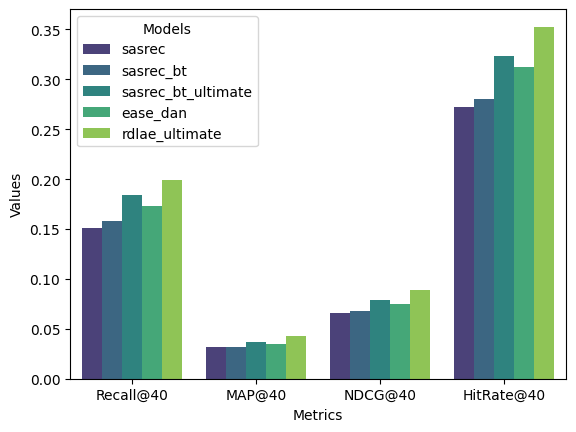 Models
sasrec
sasrec_bt
sasrec_bt_ultimate
ease_dan
rdlae_ultimate
Values
0.35
0.30
0.25
0.20
0.15
0.10
0.05
0.00
Recall@40 MAP@40 NDCG@40 HitRate@40
Metrics